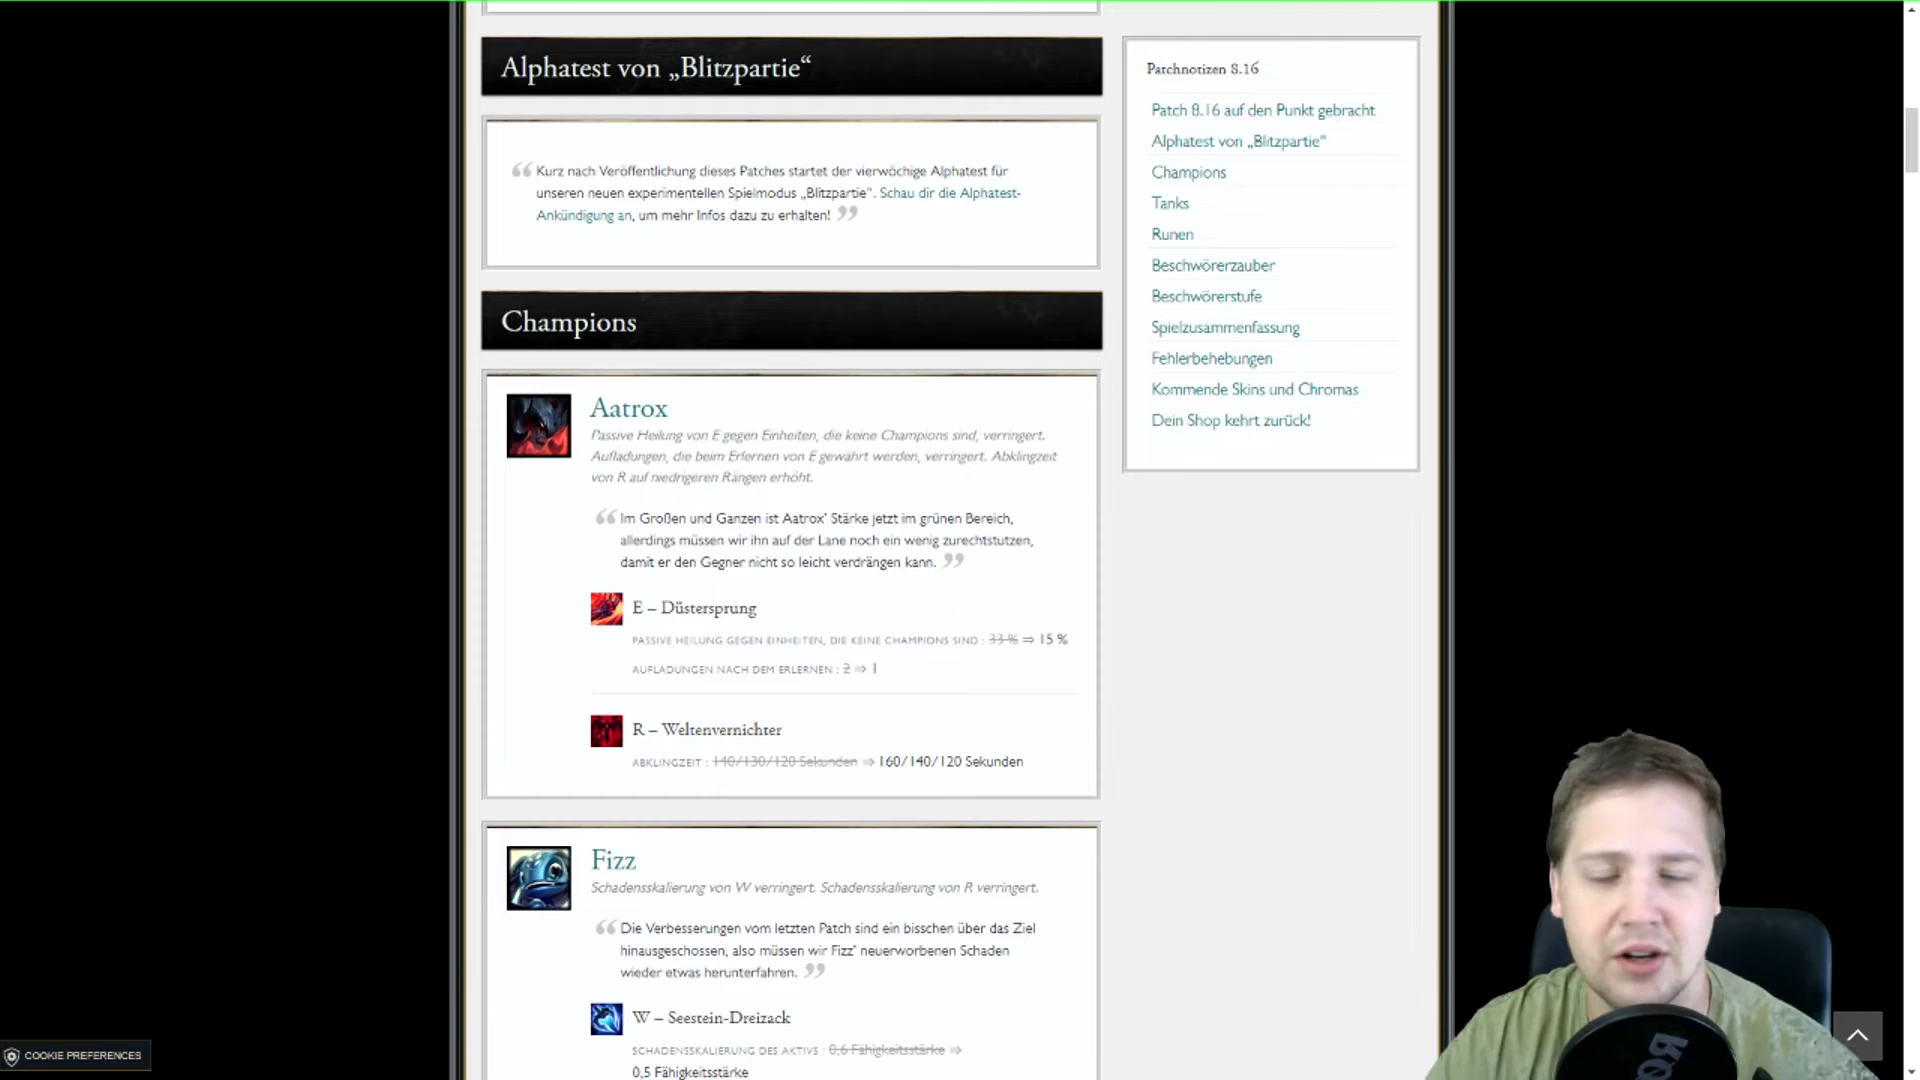 Alphatest von „Blitzpartie“
Kurz nach Veröffentlichung dieses Patches startet der vierwöchige Alphatest für
unseren neuen experimentellen Spielmodus „Blitzpartie“. Schau dir die Alphatest-
Ankündigung an, um mehr Infos dazu zu erhalten!
Champions
Aatrox
Passive Heilung von E gegen Einheiten, die keine Champions sind, verringert.
Aufladungen, die beim Erlernen von E gewährt werden, verringert. Abklingzeit
von R auf niedrigeren Rängen erhöht.
Im Großen und Ganzen ist Aatrox’ Stärke jetzt im grünen Bereich,
allerdings müssen wir ihn auf der Lane noch ein wenig zurechtstutzen,
damit er den Gegner nicht so leicht verdrängen kann.
E – Düstersprung
PASSIVE HEILUNG GEGEN EINHEITEN, DIE KEINE CHAMPIONS SIND : 33 % ⇒ 15 %
AUFLADUNGEN NACH DEM ERLERNEN : 2 ⇒ 1
R – Weltenvernichter
ABKLINGZEIT : 140/130/120 Sekunden ⇒ 160/140/120 Sekunden
Fizz
Schadensskalierung von W verringert. Schadensskalierung von R verringert.
Die Verbesserungen vom letzten Patch sind ein bisschen über das Ziel
hinausgeschossen, also müssen wir Fizz’ neuerworbenen Schaden
wieder etwas herunterfahren.
W – Seestein-Dreizack
SCHADENSSKALIERUNG DES AKTIVS : 0,6 Fähigkeitsstärke ⇒
0,5 Fähigkeitsstärke
Patchnotizen 8.16
Patch 8.16 auf den Punkt gebracht
Alphatest von „Blitzpartie“
Champions
Tanks
Runen
Beschwörerzauber
Beschwörerstufe
Spielzusammenfassung
Fehlerbehebungen
Kommende Skins und Chromas
Dein Shop kehrt zurück!
COOKIE PREFERENCES